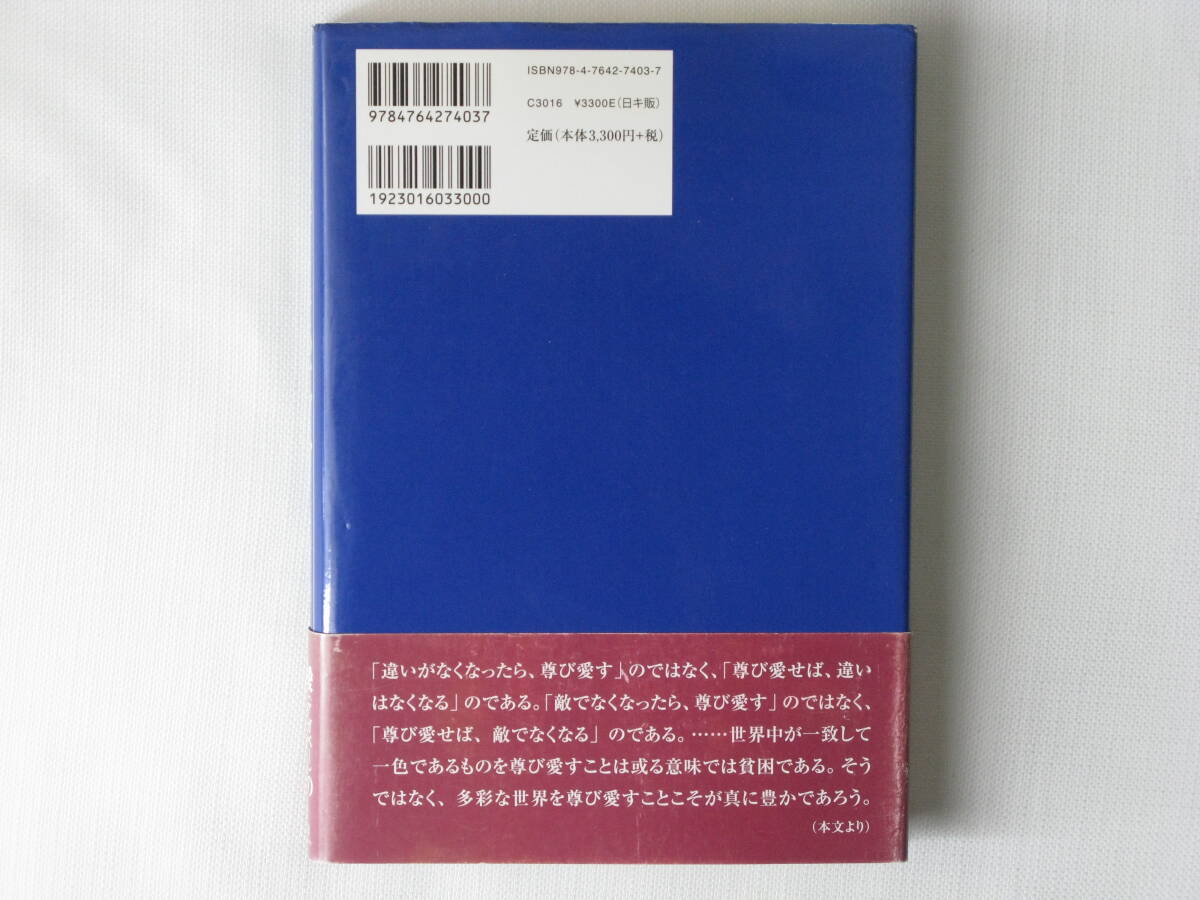 ISBN978-4-7642-7403-7
C3016 ¥3300E(日キ販)
定価(本体3,300円+税)
9784764274037
1923016033000
「違いがなくなったら、尊び愛す」のではなく、「尊び愛せば、違い
はなくなる」のである。「敵でなくなったら、尊び愛す」のではなく、
「尊び愛せば、敵でなくなる」のである。……世界中が一致して
一色であるものを尊び愛すことは或る意味では貧困である。そう
ではなく、多彩な世界を尊び愛すことこそが真に豊かであろう。
(本文より)